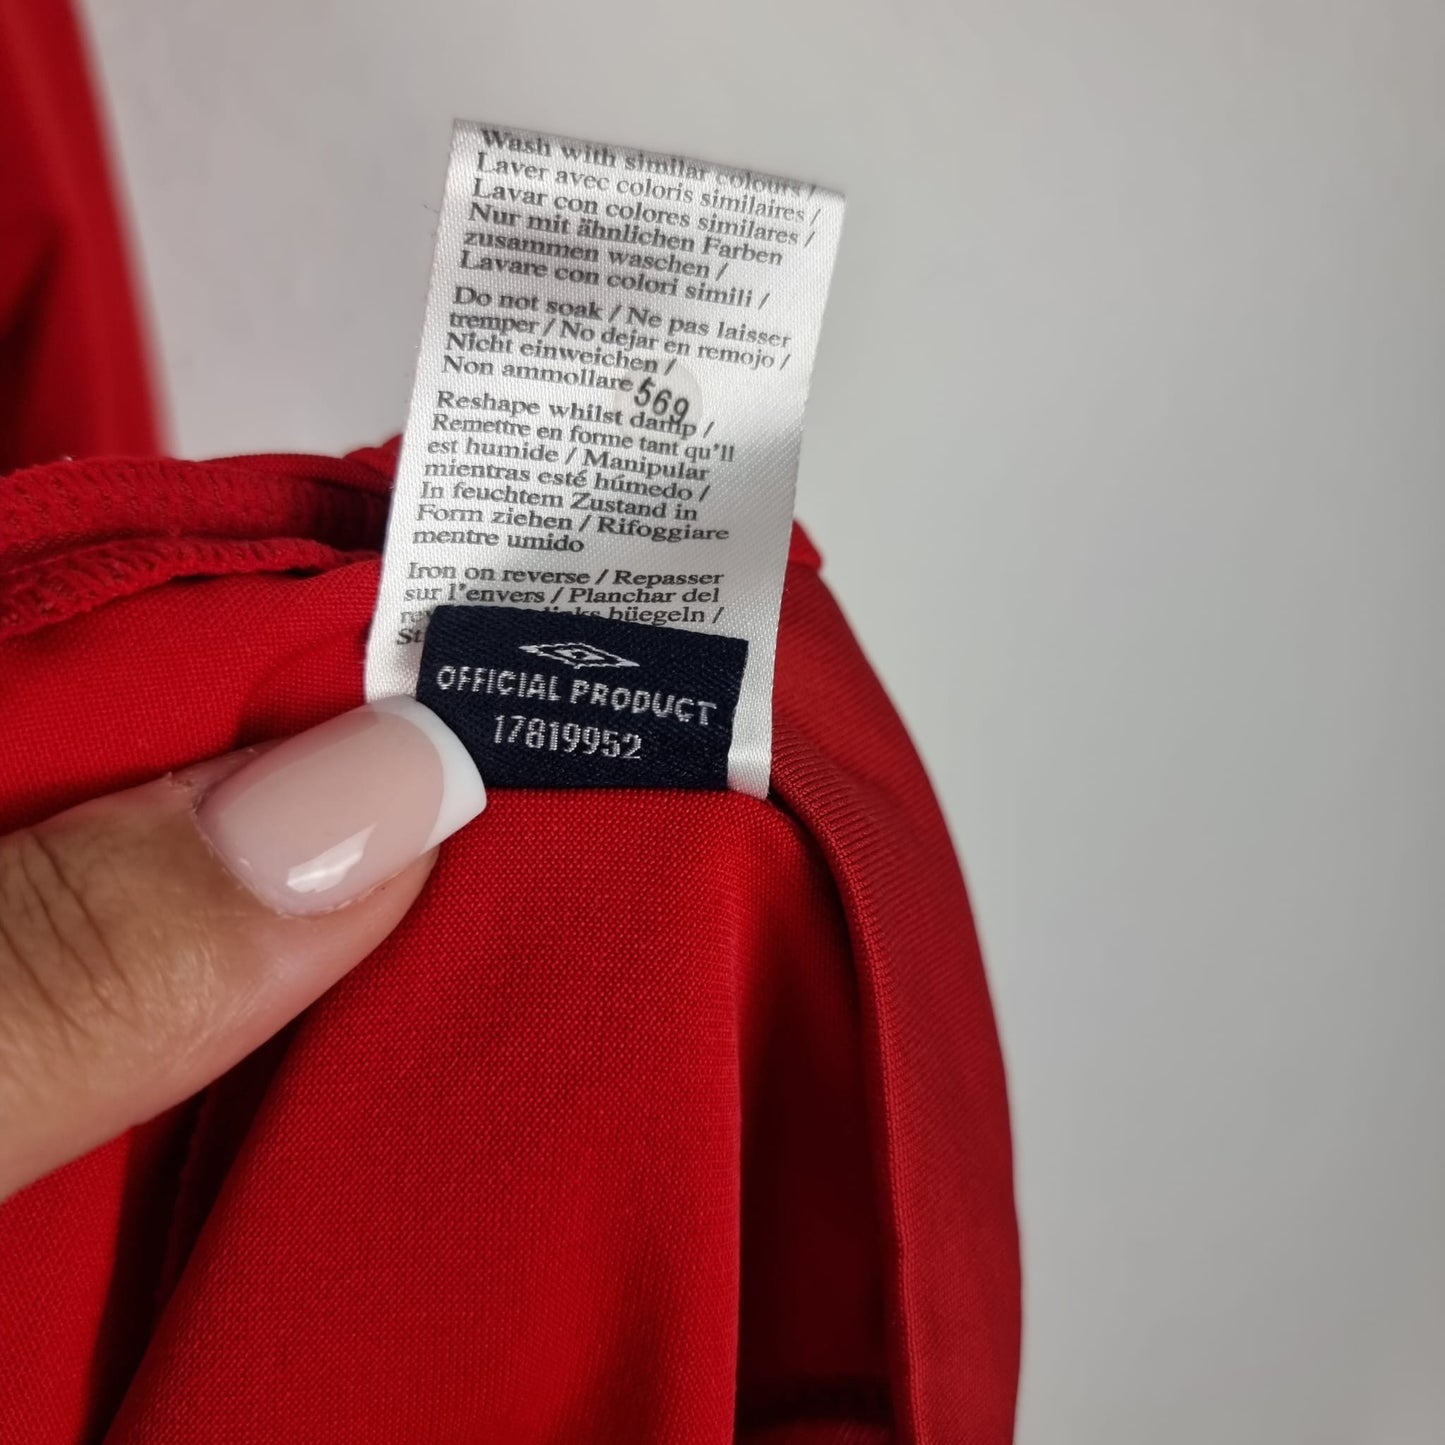 Wash with similar colours /
Laver avec coloris similaires /
Lavar con colores similares /
Nur mit ähnlichen Farben
zusammen waschen /
Lavare con colori simili /
Do not soak / Ne pas laisser
tremper / No dejar en remojo /
Nicht einweichen /
Non ammollare
569
Reshape whilst damp /
Remettre en forme tant qu'll
est humide / Manipular
mientras esté húmedo /
In feuchtem Zustand in
Form ziehen / Rifoggiare
mentre umido
Iron on reverse / Repasser
sur l'envers / Planchar del
büegeln /
OFFICIAL PRODUCT
17819952